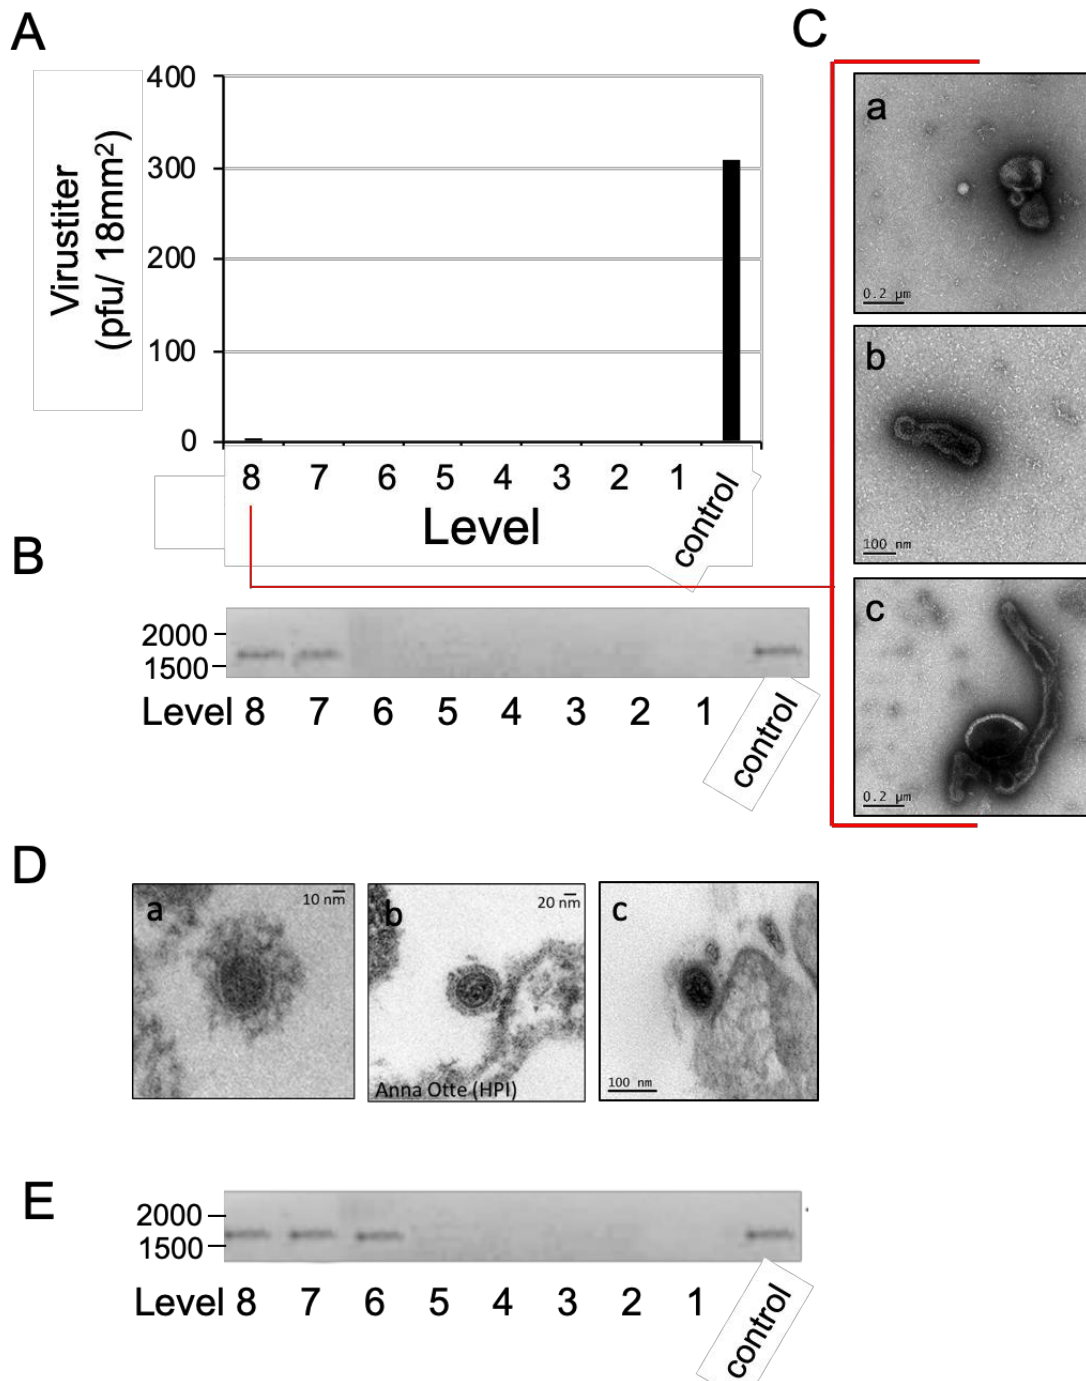 A
400
300
200
100
0
Virustiter
(pfu/ 18mm²)
8 7 6 5 4 3 2 1 control
Level
B
2000
1500
Level 8 7 6 5 4 3 2 1 control
C
a
0.2 µm
b
100 nm
c
0.2 µm
D
a
10 nm
b
20 nm
Anna Otte (HPI)
c
100 nm
E
2000
1500
Level 8 7 6 5 4 3 2 1 control